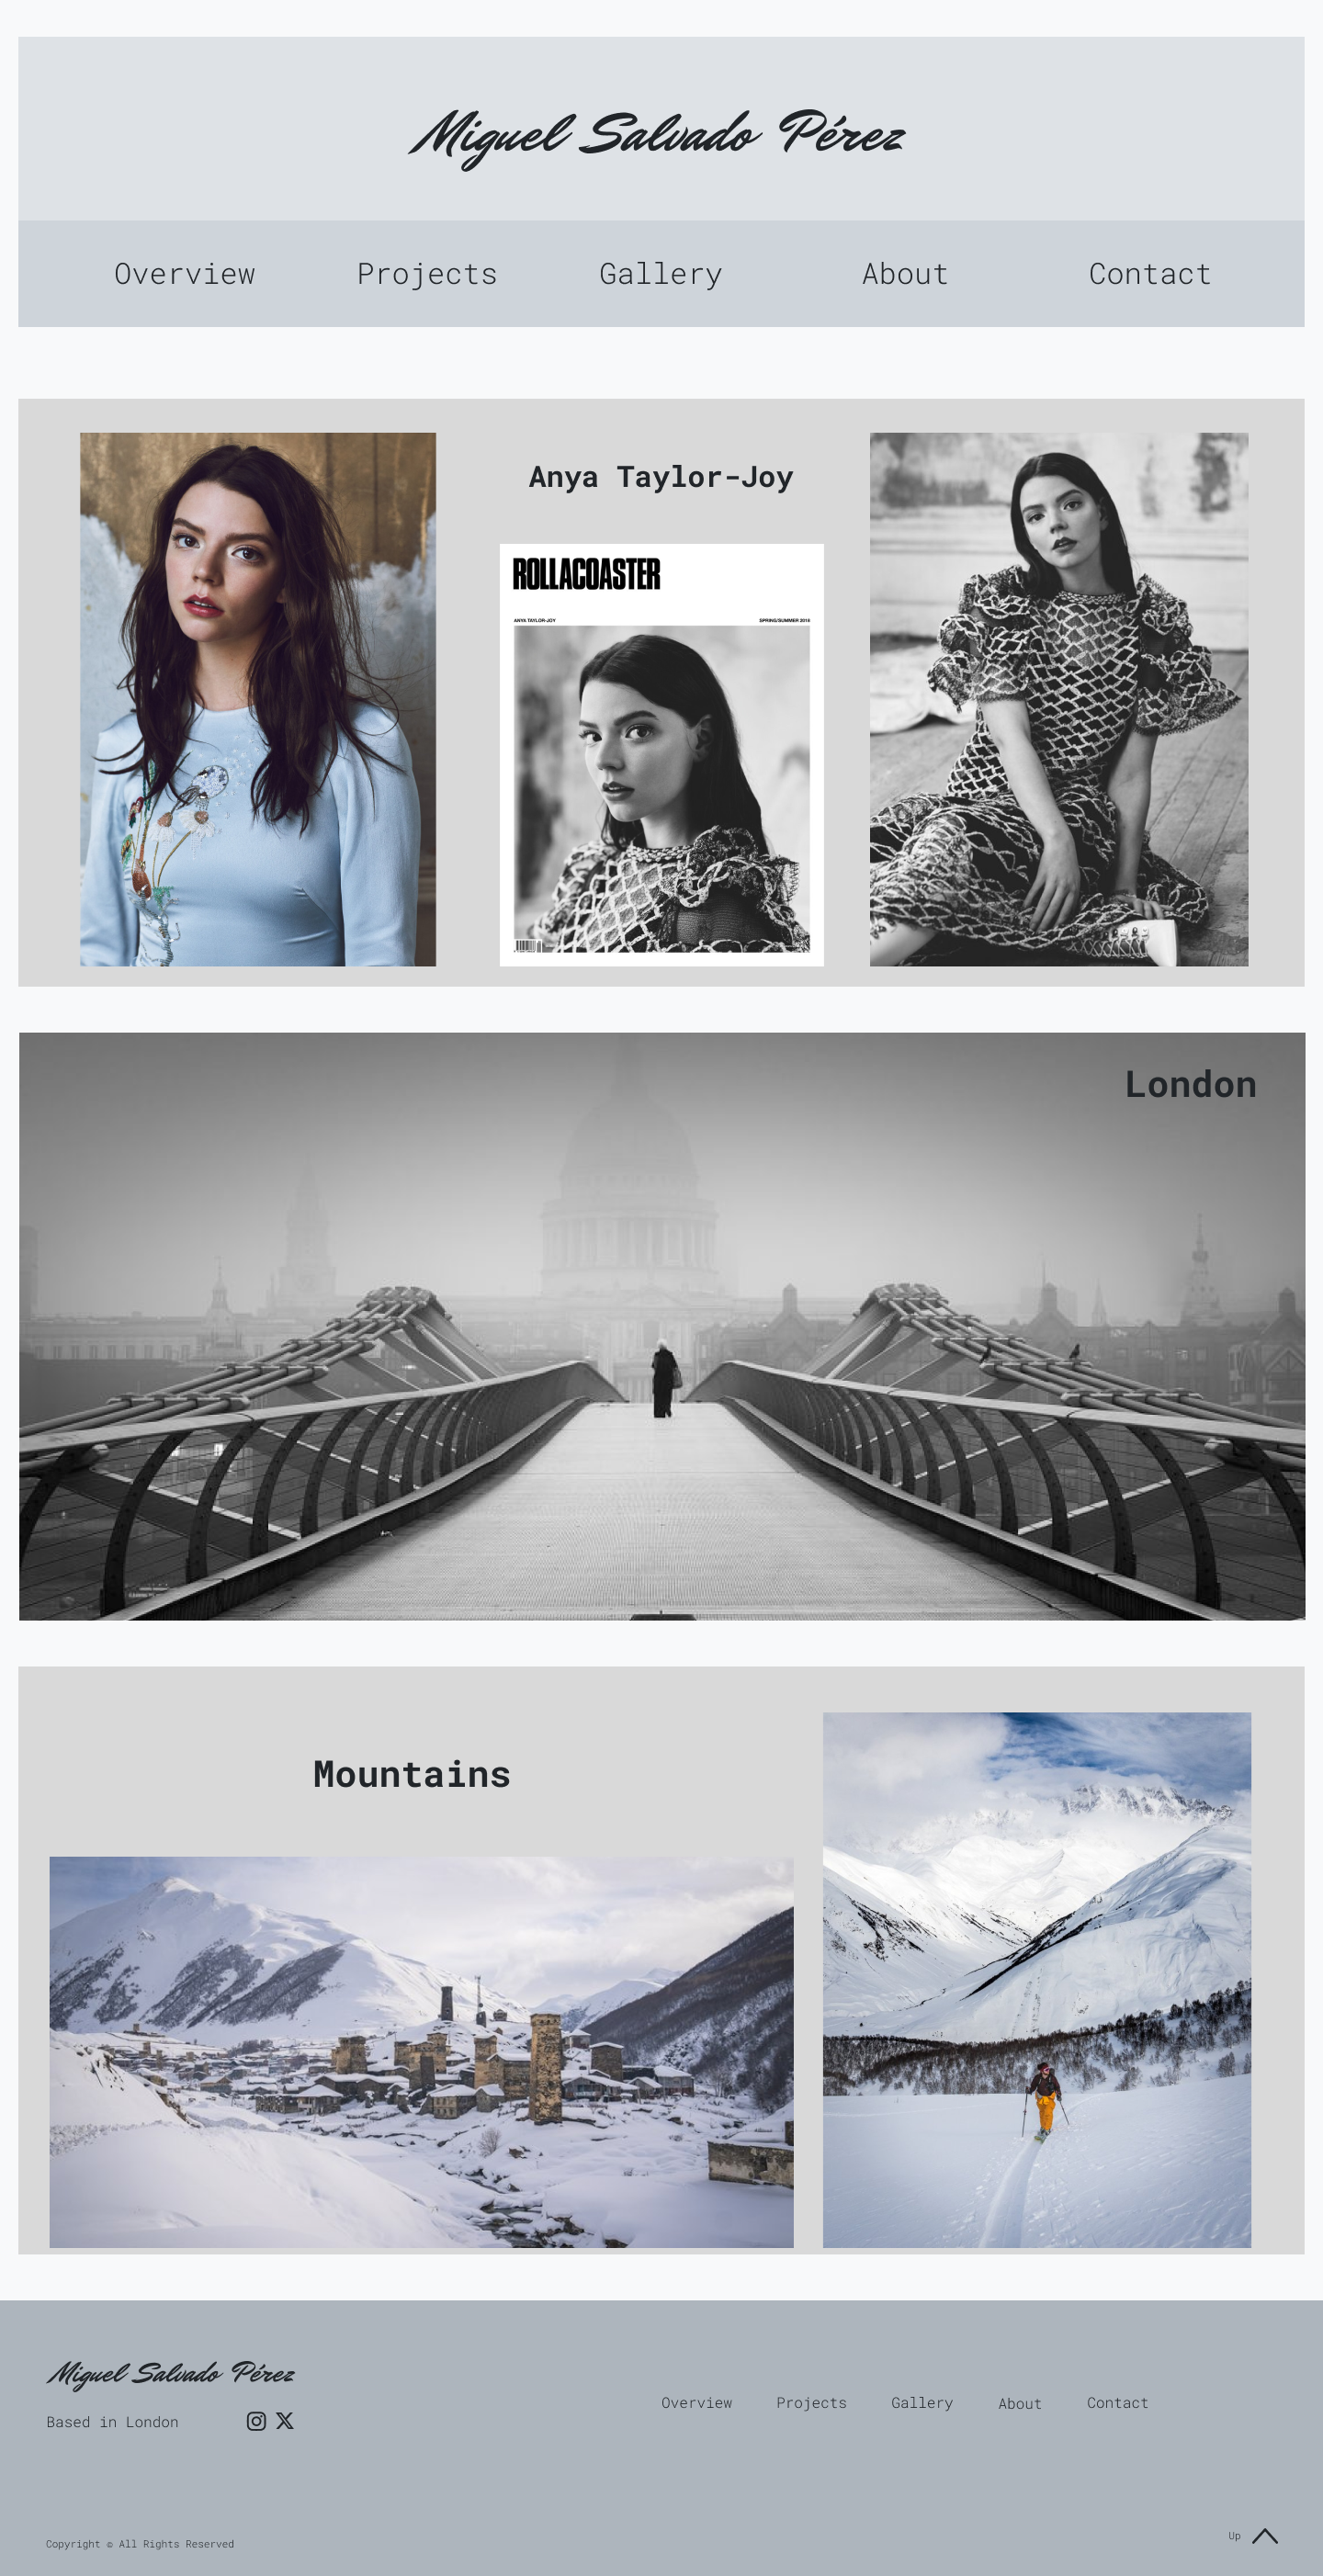 Miguel Salvado Pérez
Overview Projects Gallery About Contact
Anya Taylor-Joy
ROLLACOASTER
ANYA TAYLOR-JOY SPRING/SUMMER 2016
London
Mountains
Miguel Salvado Pérez
Based in London
Overview Projects Gallery About Contact
Copyright © All Rights Reserved
Up